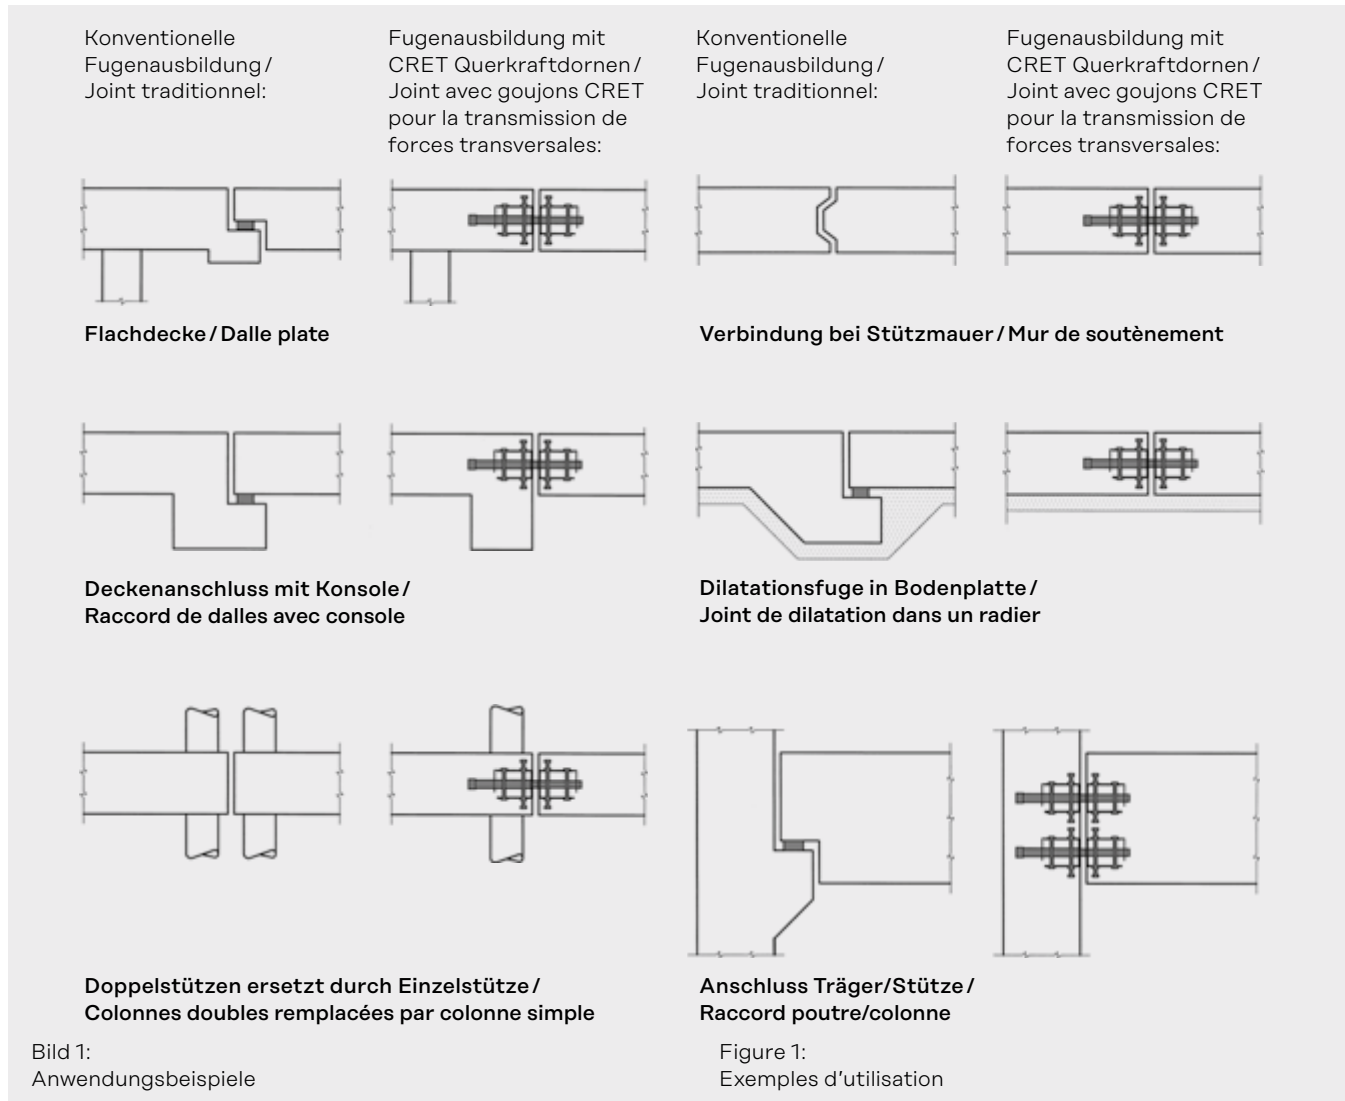 Konventionelle
Fugenausbildung/
Joint traditionnel:
Fugenausbildung mit
CRET Querkraftdornen/
Joint avec goujons CRET
pour la transmission de
forces transversales:
Konventionelle
Fugenausbildung/
Joint traditionnel:
Fugenausbildung mit
CRET Querkraftdornen/
Joint avec goujons CRET
pour la transmission de
forces transversales:
Flachdecke/Dalle plate
Verbindung bei Stützmauer/Mur de soutènement
Deckenanschluss mit Konsole/
Raccord de dalles avec console
Dilatationsfuge in Bodenplatte/
Joint de dilatation dans un radier
Doppelstützen ersetzt durch Einzelstütze/
Colonnes doubles remplacées par colonne simple
Anschluss Träger/Stütze/
Raccord poutre/colonne
Bild 1:
Anwendungsbeispiele
Figure 1:
Exemples d'utilisation